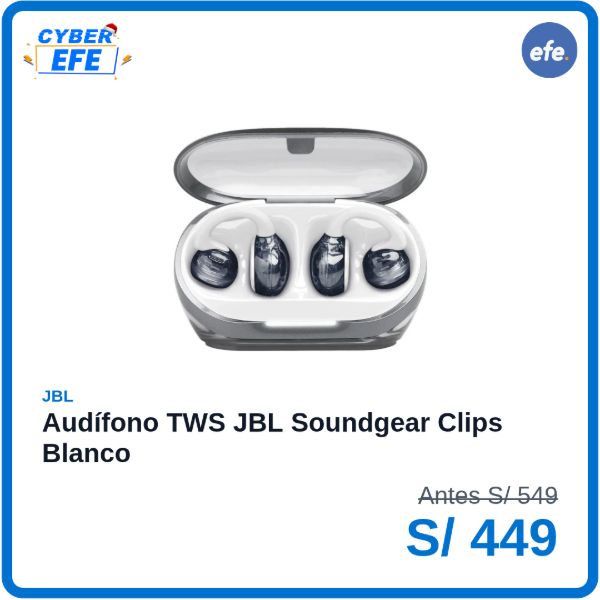 CYBER
EFE
efe.
JBL
Audífono TWS JBL Soundgear Clips
Blanco
Antes S/ 549
S/ 449